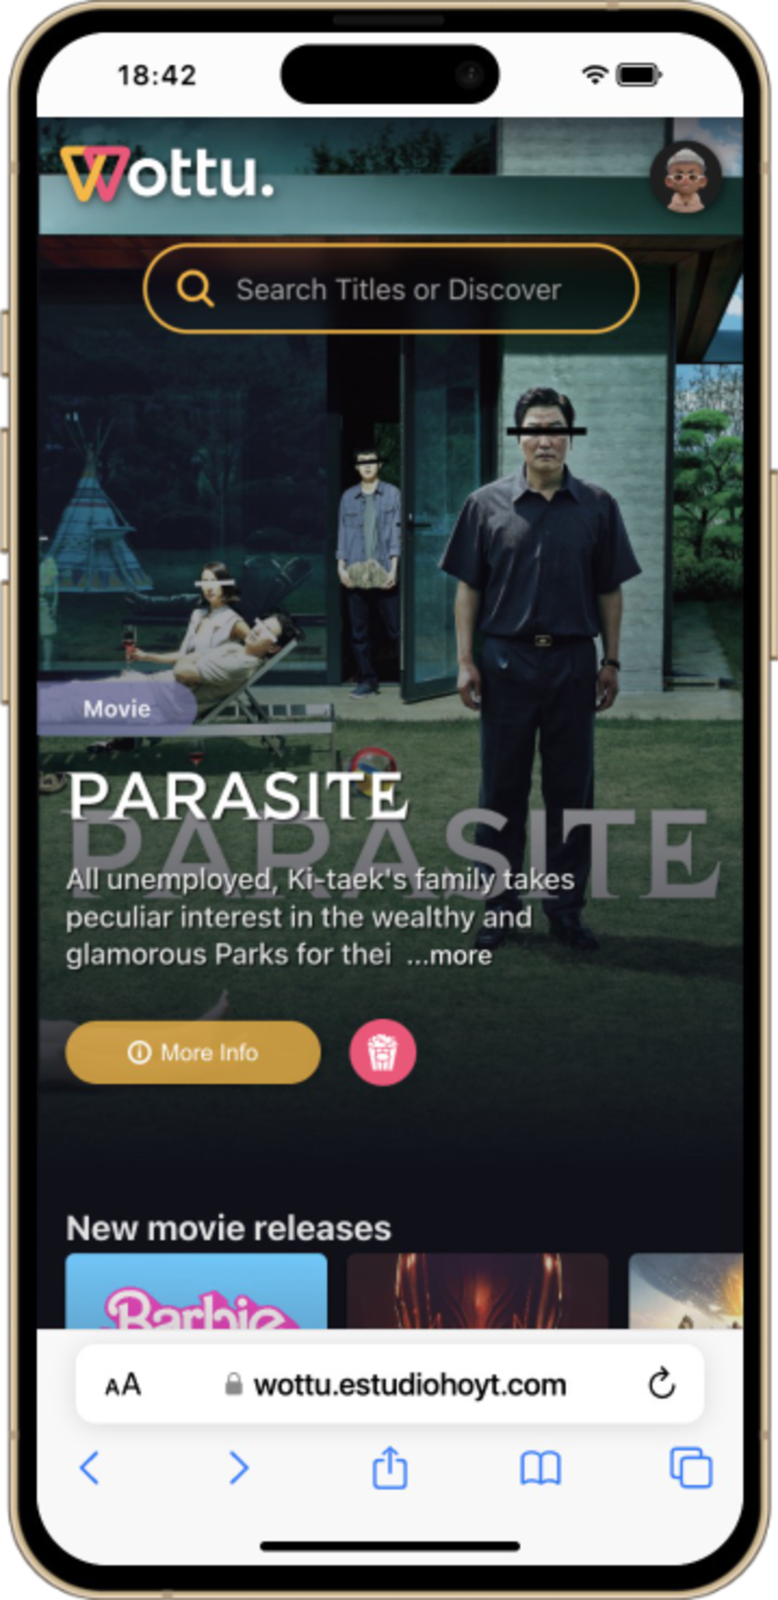 18:42
Wottu.
Search Titles or Discover
Movie
PARASITE
PARASITE
All unemployed, Ki-taek's family takes
peculiar interest in the wealthy and
glamorous Parks for thei ...more
More Info
New movie releases
Barbie
AA wottu.estudiohoyt.com